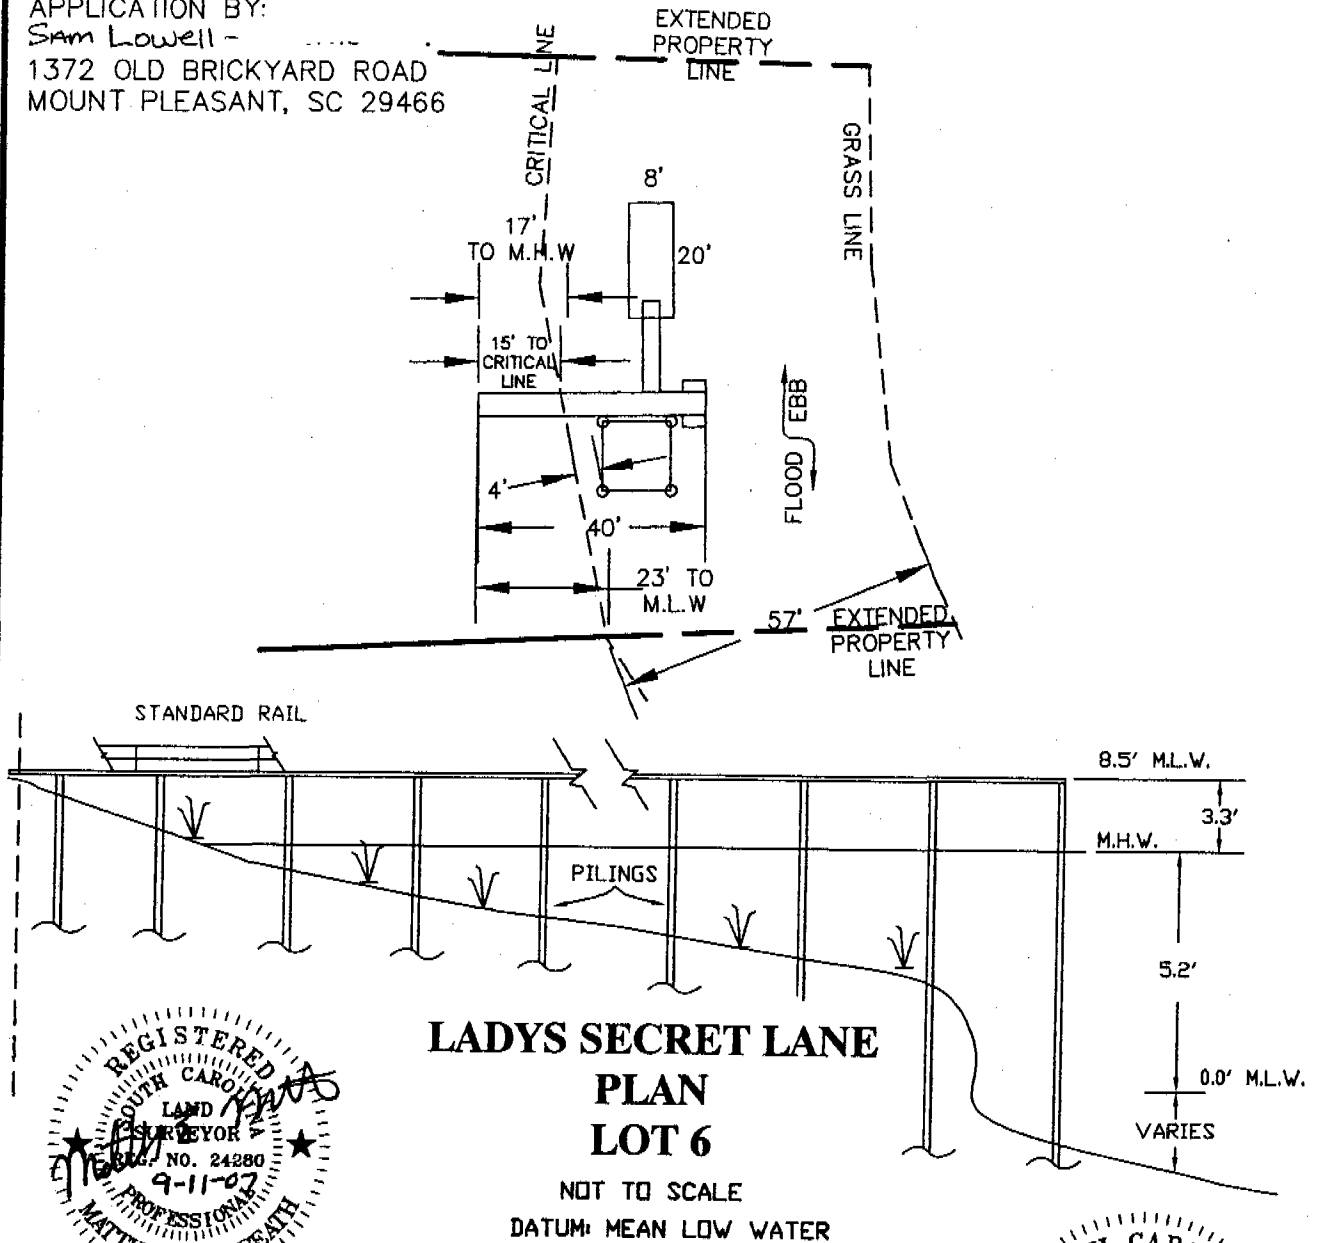 APPLICATION BY:
Sam Lowell -
1372 OLD BRICKYARD ROAD
MOUNT PLEASANT, SC 29466
EXTENDED
PROPERTY
LINE
CRITICAL LINE
GRASS LINE
8'
20'
17'
TO M.H.W
15' TO
CRITICAL
LINE
4'
40'
23' TO
M.L.W
FLOOD EBB
57'
EXTENDED
PROPERTY
LINE
STANDARD RAIL
8.5' M.L.W.
3.3'
M.H.W.
PILINGS
5.2'
0.0' M.L.W.
VARIES
LADYS SECRET LANE
PLAN
LOT 6
NOT TO SCALE
DATUM: MEAN LOW WATER
REGISTERED
SOUTH CAROLINA
LAND
SURVEYOR
REG. NO. 24280
9-11-07
PROFESSIONAL